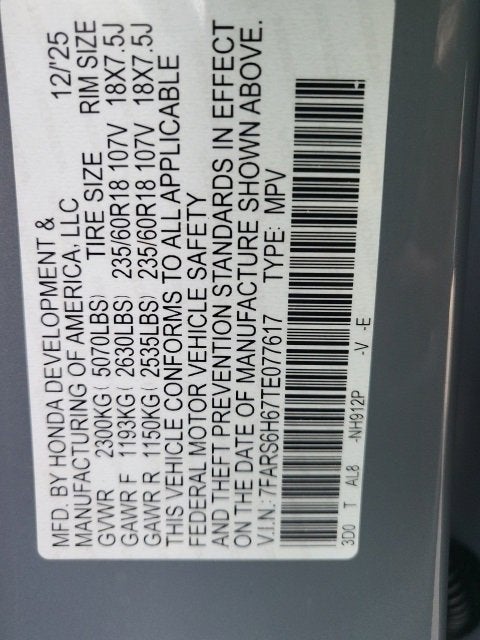 MFD. BY HONDA DEVELOPMENT & 12/'25
MANUFACTURING OF AMERICA, LLC
TIRE SIZE RIM SIZE
GVWR 2300KG( 5070LBS)
GAWR F 1193KG( 2630LBS) 235/60R18 107V 18X7.5J
GAWR R 1150KG( 2535LBS) 235/60R18 107V 18X7.5J
THIS VEHICLE CONFORMS TO ALL APPLICABLE
FEDERAL MOTOR VEHICLE SAFETY
AND THEFT PREVENTION STANDARDS IN EFFECT
ON THE DATE OF MANUFACTURE SHOWN ABOVE.
V.I.N.:7FARS6H67TE077617 TYPE: MPV
3D0 T AL8 -NH912P -V -E